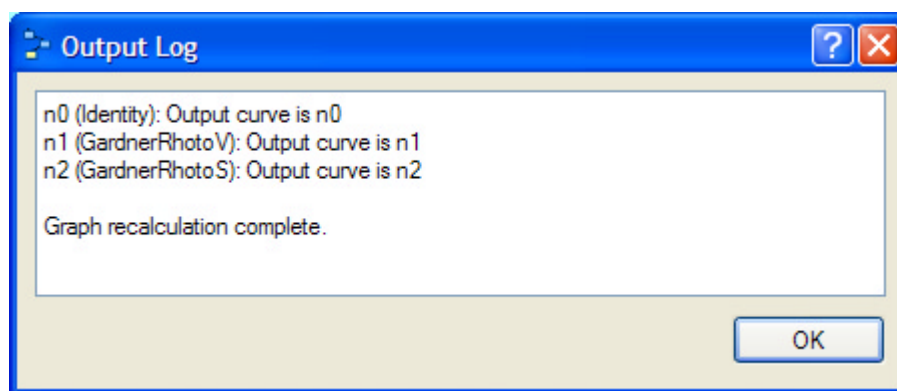 Output Log
n0 (Identity): Output curve is n0
n1 (GardnerRhotoV): Output curve is n1
n2 (GardnerRhotoS): Output curve is n2
Graph recalculation complete.
OK